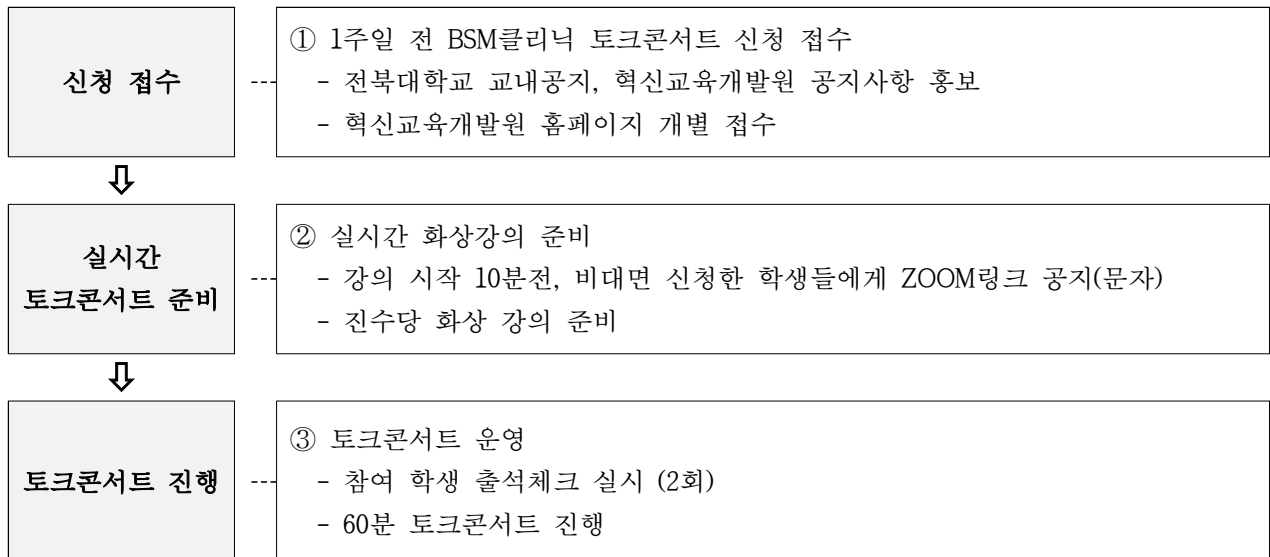 신청 접수
① 1주일 전 BSM클리닉 토크콘서트 신청 접수
- 전북대학교 교내공지, 혁신교육개발원 공지사항 홍보
- 혁신교육개발원 홈페이지 개별 접수
⇩
실시간
토크콘서트 준비
② 실시간 화상강의 준비
- 강의 시작 10분전, 비대면 신청한 학생들에게 ZOOM링크 공지(문자)
- 진수당 화상 강의 준비
⇩
토크콘서트 진행
③ 토크콘서트 운영
- 참여 학생 출석체크 실시 (2회)
- 60분 토크콘서트 진행